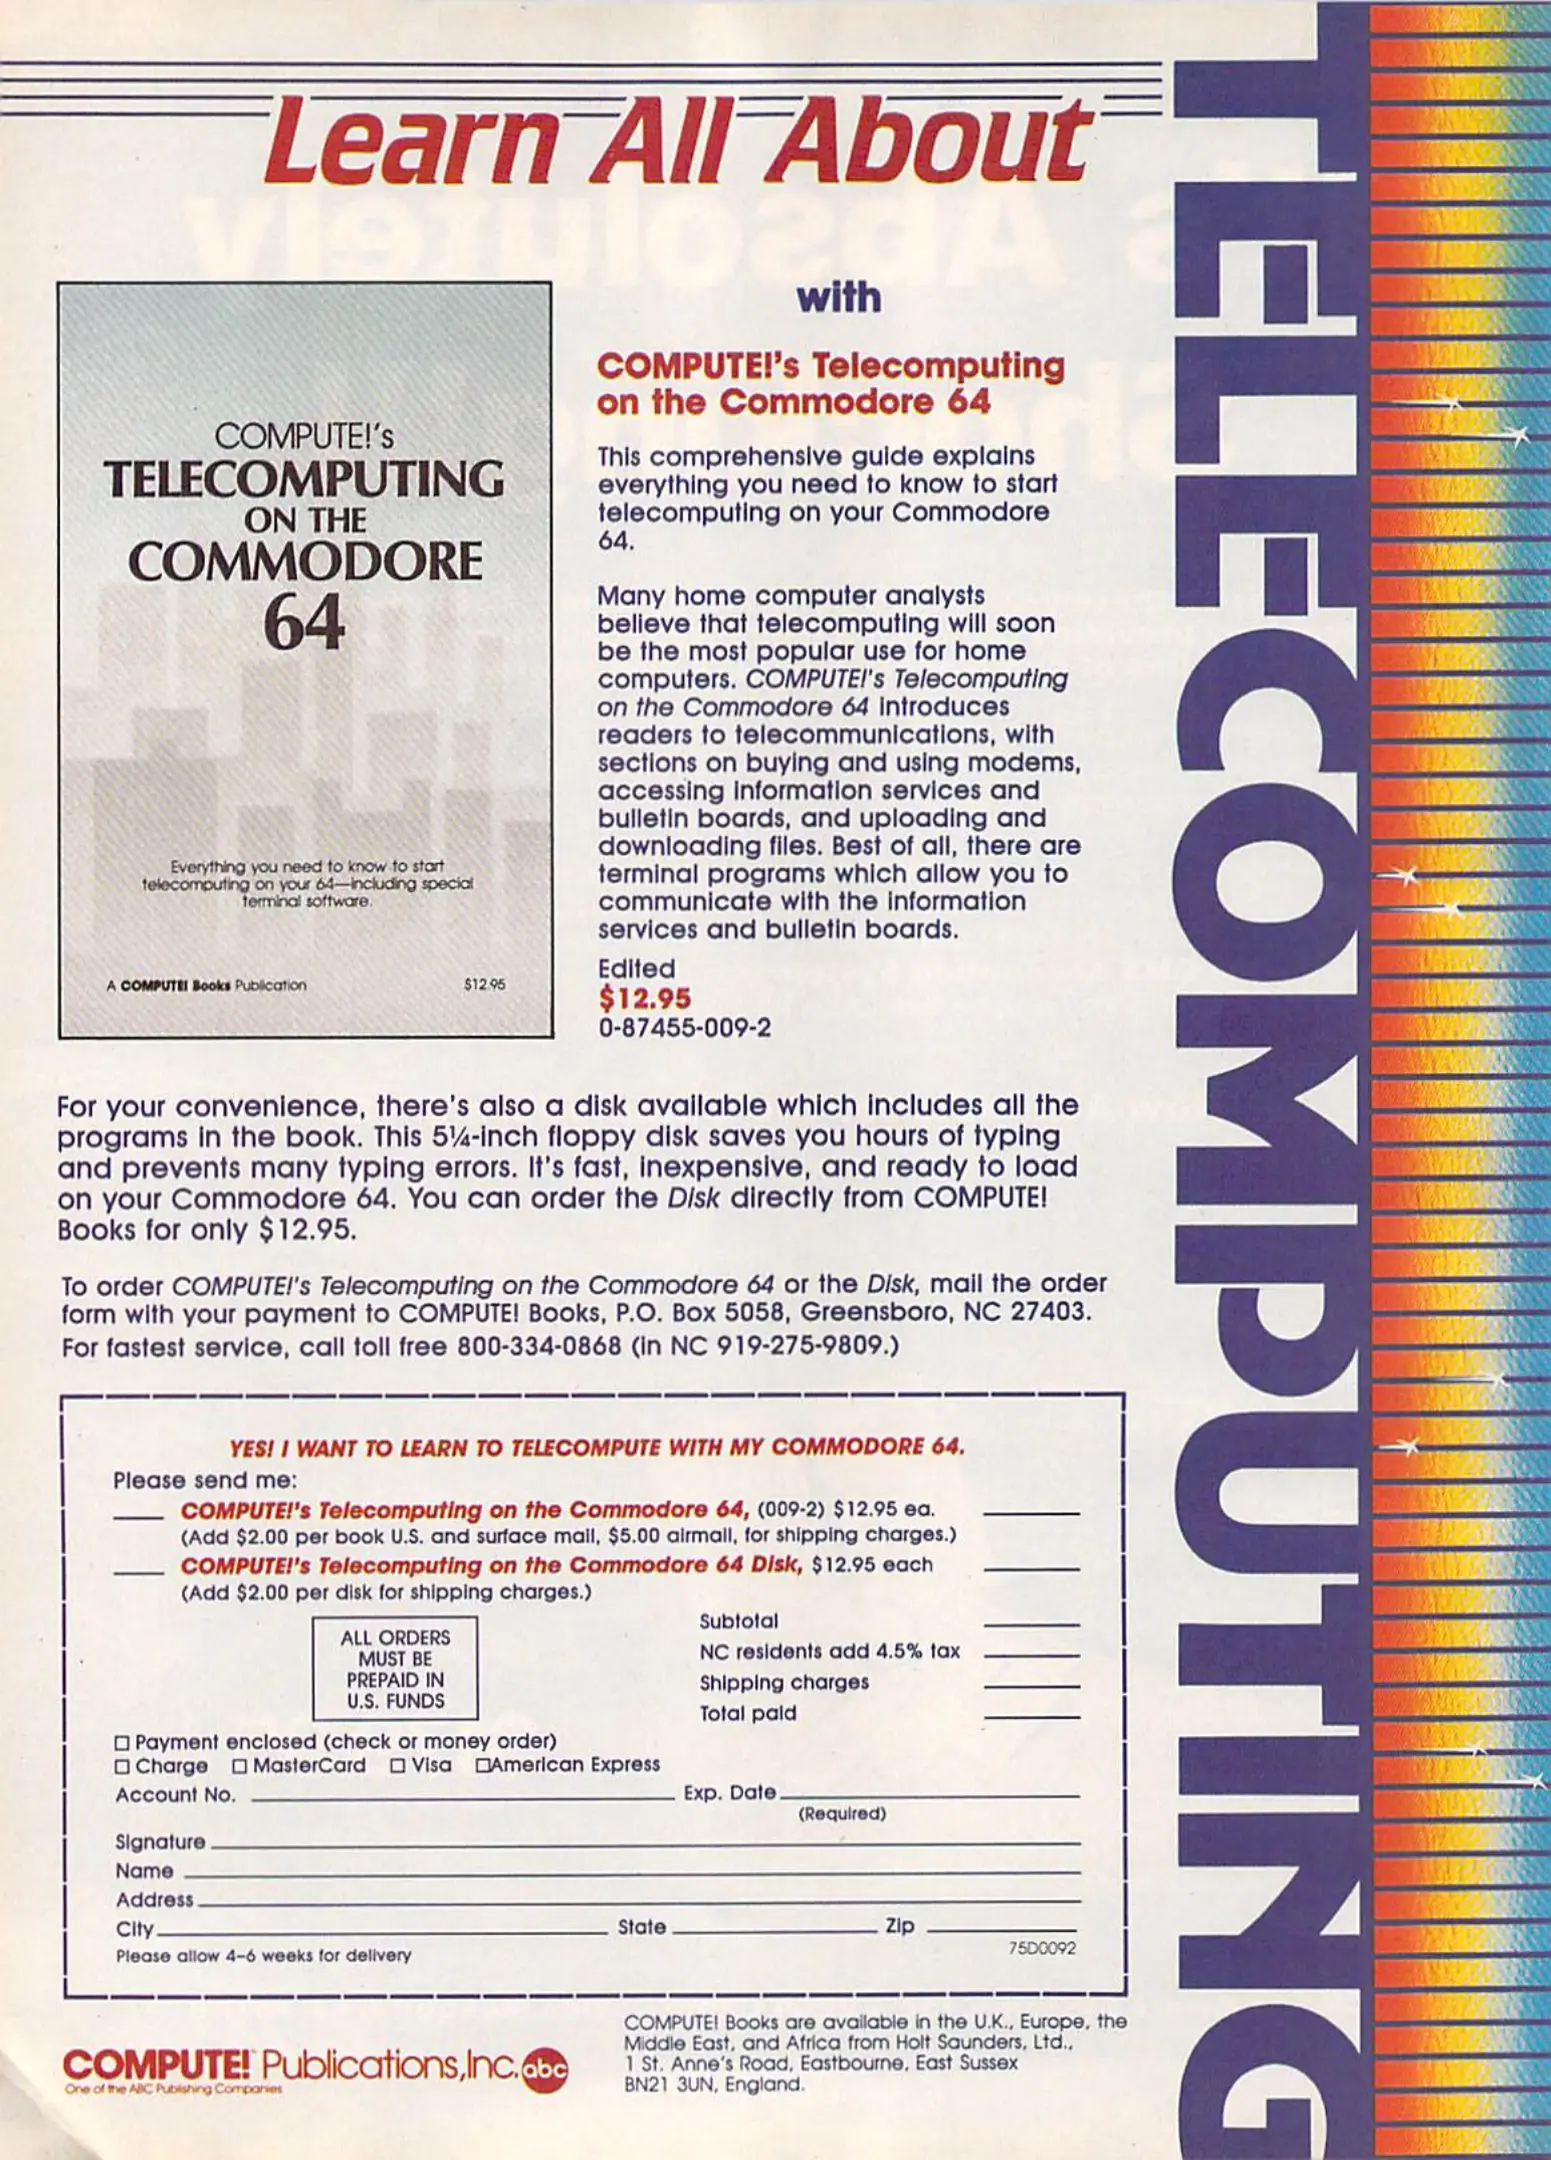 Learn All About
TELECOMPUTING
with
COMPUTE!'s
TELECOMPUTING
ON THE
COMMODORE
64
Everything you need to know to start
telecomputing on your 64—including special
terminal software.
A COMPUTE! Books Publication $12.95
COMPUTE!'s Telecomputing
on the Commodore 64
This comprehensive guide explains
everything you need to know to start
telecomputing on your Commodore
64.
Many home computer analysts
believe that telecomputing will soon
be the most popular use for home
computers. COMPUTE!'s Telecomputing
on the Commodore 64 introduces
readers to telecommunications, with
sections on buying and using modems,
accessing information services and
bulletin boards, and uploading and
downloading files. Best of all, there are
terminal programs which allow you to
communicate with the information
services and bulletin boards.
Edited
$12.95
0-87455-009-2
For your convenience, there's also a disk available which includes all the
programs in the book. This 5¼-inch floppy disk saves you hours of typing
and prevents many typing errors. It's fast, inexpensive, and ready to load
on your Commodore 64. You can order the Disk directly from COMPUTE!
Books for only $12.95.
To order COMPUTE!'s Telecomputing on the Commodore 64 or the Disk, mail the order
form with your payment to COMPUTE! Books, P.O. Box 5058, Greensboro, NC 27403.
For fastest service, call toll free 800-334-0868 (in NC 919-275-9809.)
YES! I WANT TO LEARN TO TELECOMPUTE WITH MY COMMODORE 64.
Please send me:
COMPUTE!'s Telecomputing on the Commodore 64, (009-2) $12.95 ea.
(Add $2.00 per book U.S. and surface mail, $5.00 airmail, for shipping charges.)
COMPUTE!'s Telecomputing on the Commodore 64 Disk, $12.95 each
(Add $2.00 per disk for shipping charges.)
ALL ORDERS
MUST BE
PREPAID IN
U.S. FUNDS
Subtotal
NC residents add 4.5% tax
Shipping charges
Total paid
□ Payment enclosed (check or money order)
□ Charge □ MasterCard □ Visa □American Express
Account No. Exp. Date
(Required)
Signature
Name
Address
City State Zip
Please allow 4–6 weeks for delivery 75D0092
COMPUTE! Publications,Inc. abc
One of the ABC Publishing Companies
COMPUTE! Books are available in the U.K., Europe, the
Middle East, and Africa from Holt Saunders, Ltd.,
1 St. Anne's Road, Eastbourne, East Sussex
BN21 3UN, England.